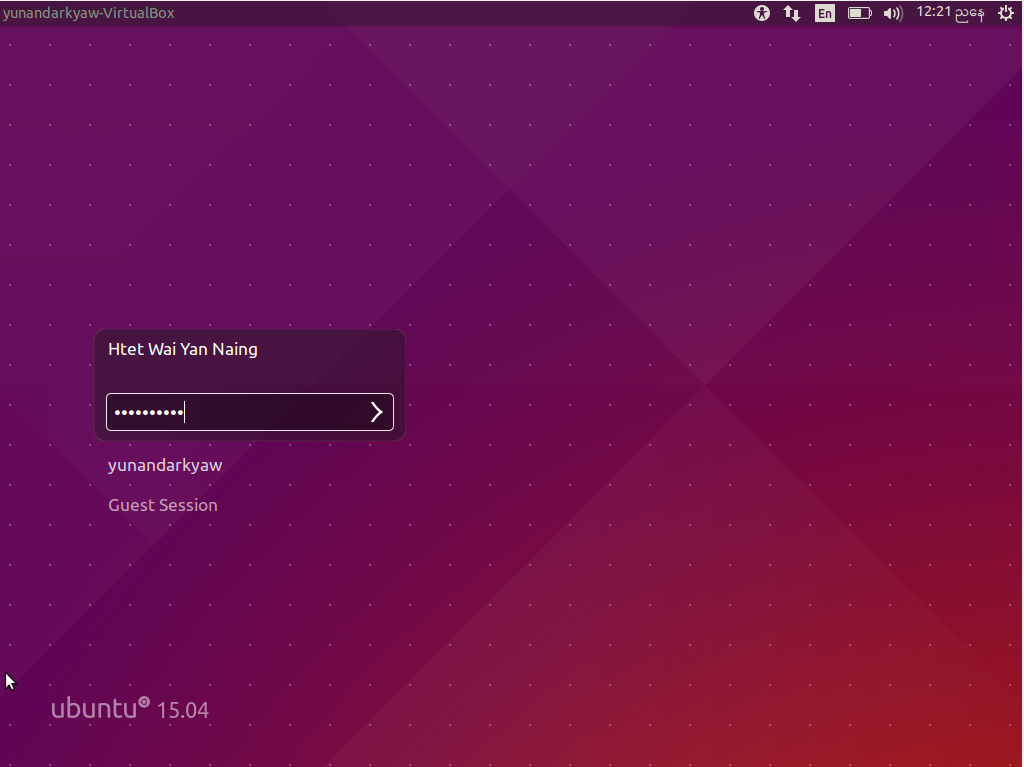 yunandarkyaw-VirtualBox
En
12:21 ညနေ
Htet Wai Yan Naing
yunandarkyaw
Guest Session
ubuntu 15.04